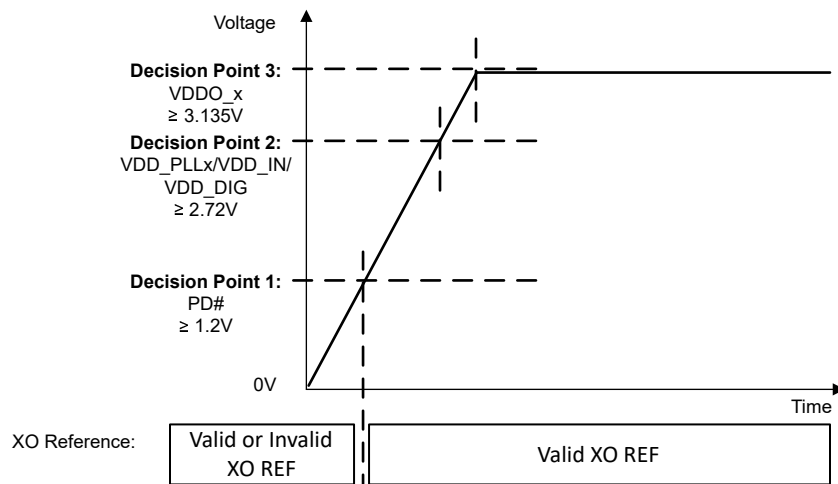 Voltage
Decision Point 3:
VDDO_x
≥ 3.135V
Decision Point 2:
VDD_PLLx/VDD_IN/
VDD_DIG
≥ 2.72V
Decision Point 1:
PD#
≥ 1.2V
0V
Time
XO Reference:
Valid or Invalid
XO REF
Valid XO REF